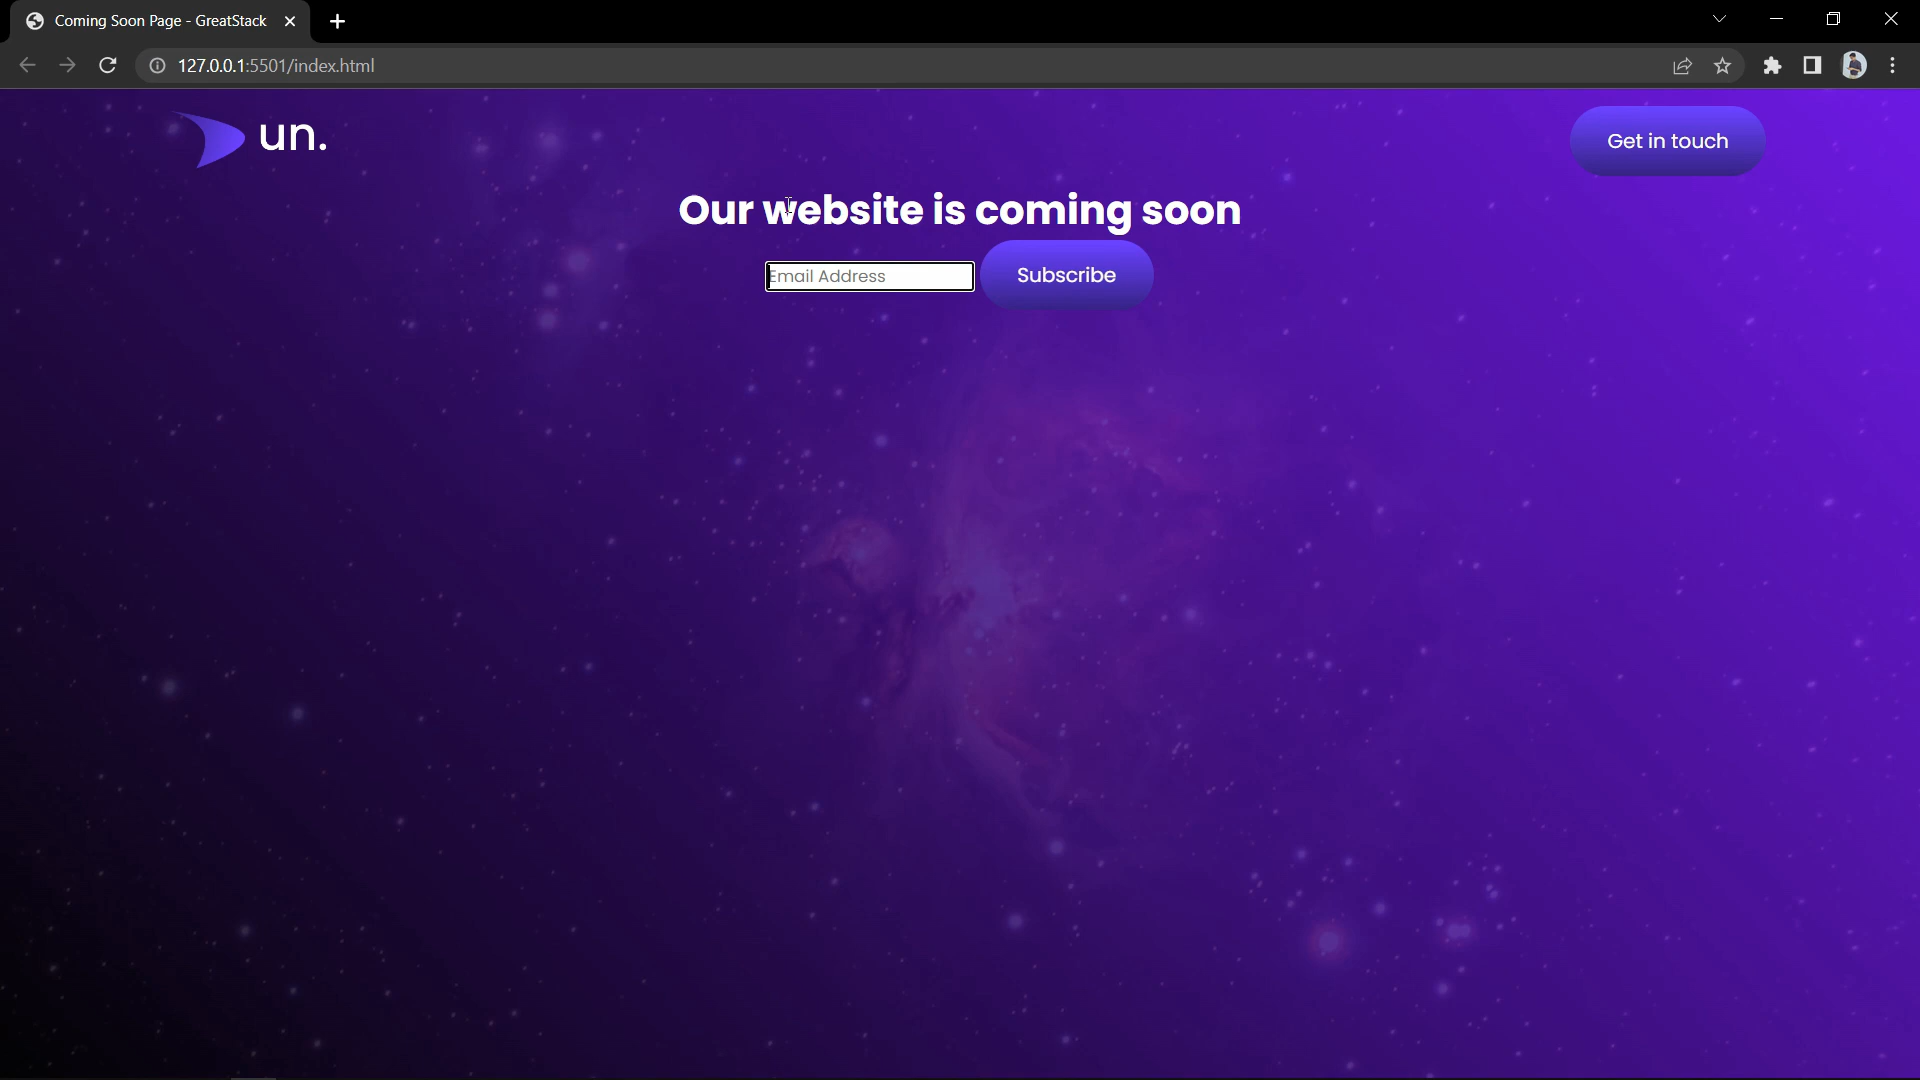 Coming Soon Page - GreatStack
127.0.0.1:5501/index.html
un.
Get in touch
Our website is coming soon
Email Address
Subscribe